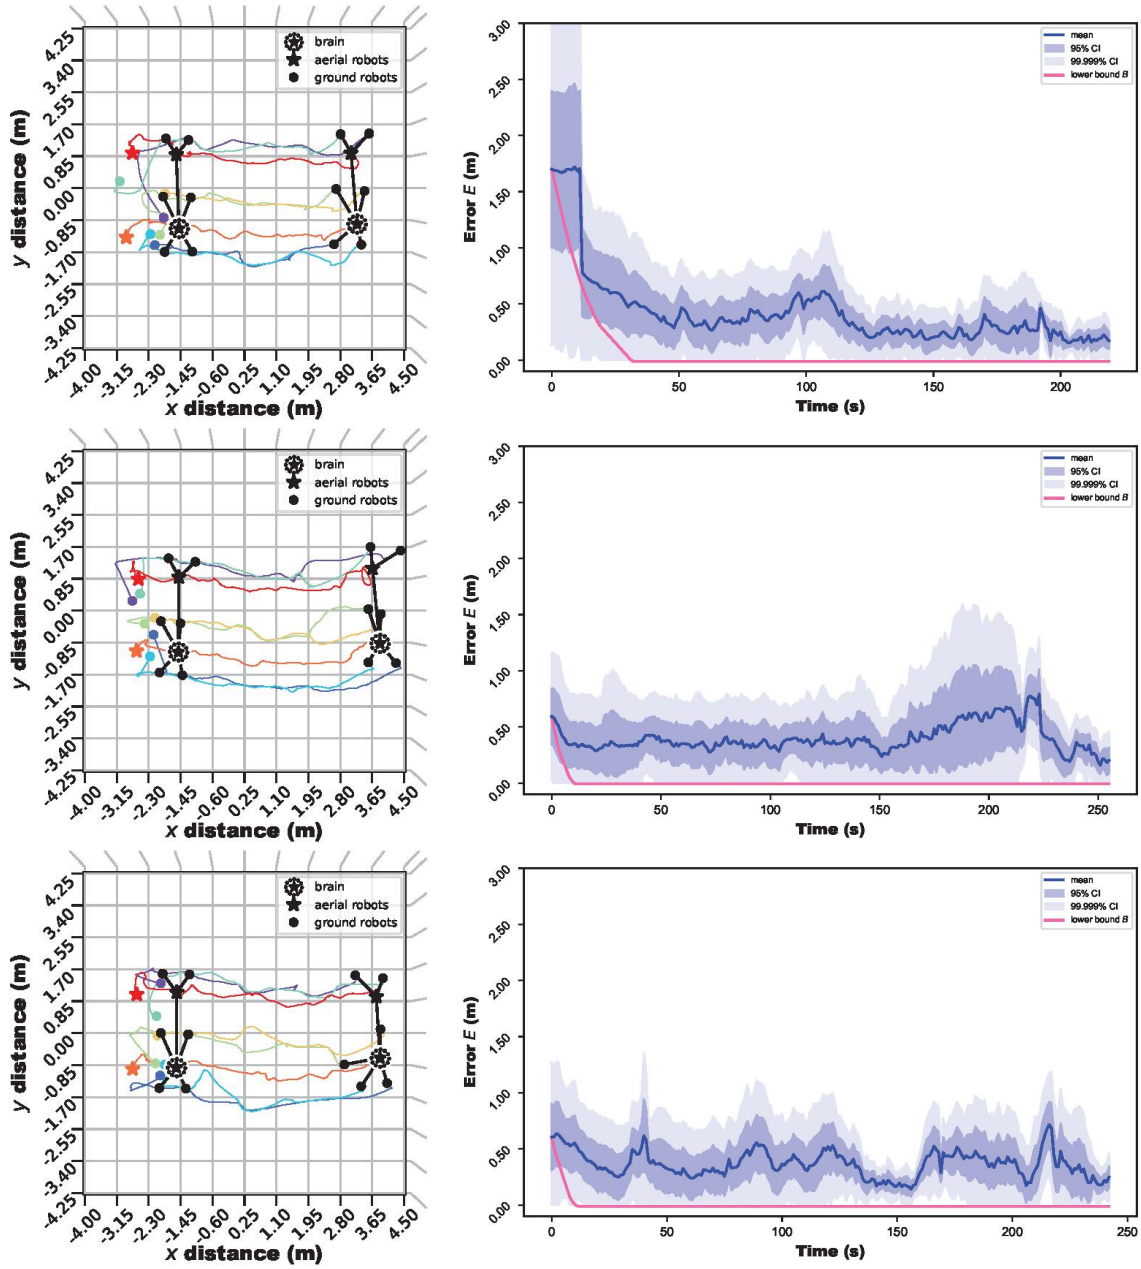 4.25
3.40
2.55
1.70
0.85
0.00
-0.85
-1.70
-2.55
-3.40
-4.25
y distance (m)
-4.00 -3.15 -2.30 -1.45 -0.60 0.25 1.10 1.95 2.80 3.65 4.50
x distance (m)
brain
aerial robots
ground robots
3.00
2.50
2.00
1.50
1.00
0.50
0.00
Error E (m)
0 50 100 150 200
Time (s)
mean
95% CI
99.999% CI
lower bound B
4.25
3.40
2.55
1.70
0.85
0.00
-0.85
-1.70
-2.55
-3.40
-4.25
y distance (m)
-4.00 -3.15 -2.30 -1.45 -0.60 0.25 1.10 1.95 2.80 3.65 4.50
x distance (m)
brain
aerial robots
ground robots
3.00
2.50
2.00
1.50
1.00
0.50
0.00
Error E (m)
0 50 100 150 200 250
Time (s)
mean
95% CI
99.999% CI
lower bound B
4.25
3.40
2.55
1.70
0.85
0.00
-0.85
-1.70
-2.55
-3.40
-4.25
y distance (m)
-4.00 -3.15 -2.30 -1.45 -0.60 0.25 1.10 1.95 2.80 3.65 4.50
x distance (m)
brain
aerial robots
ground robots
3.00
2.50
2.00
1.50
1.00
0.50
0.00
Error E (m)
0 50 100 150 200 250
Time (s)
mean
95% CI
99.999% CI
lower bound B